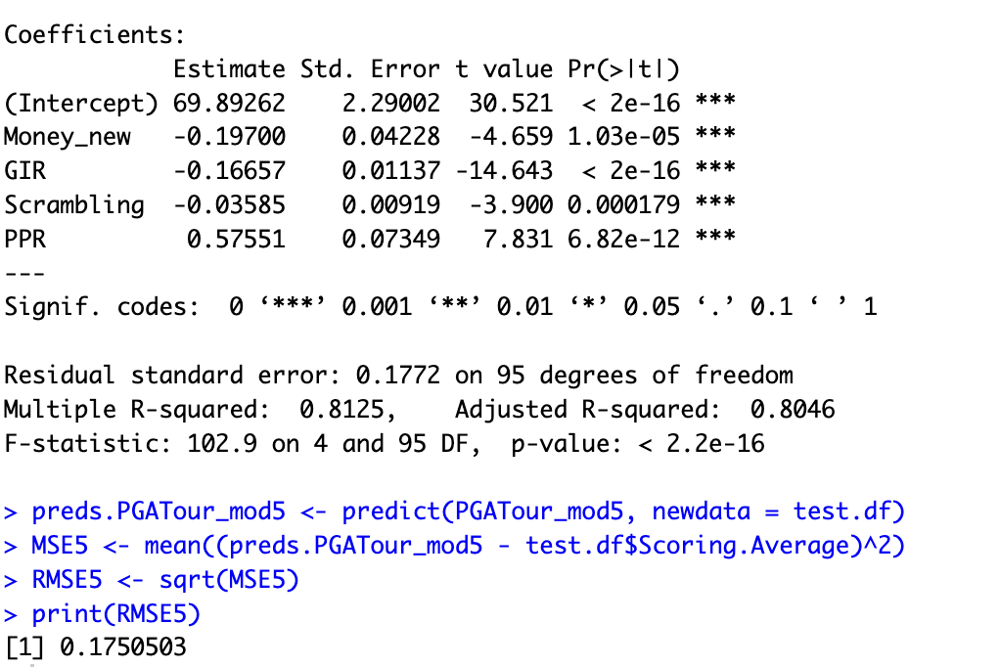 Coefficients:
            Estimate Std. Error t value Pr(>|t|)
(Intercept) 69.89262    2.29002  30.521  < 2e-16 ***
Money_new   -0.19700    0.04228  -4.659 1.03e-05 ***
GIR         -0.16657    0.01137 -14.643  < 2e-16 ***
Scrambling  -0.03585    0.00919  -3.900 0.000179 ***
PPR          0.57551    0.07349   7.831 6.82e-12 ***
---
Signif. codes:  0 ‘***’ 0.001 ‘**’ 0.01 ‘*’ 0.05 ‘.’ 0.1 ‘ ’ 1
Residual standard error: 0.1772 on 95 degrees of freedom
Multiple R-squared:  0.8125,    Adjusted R-squared:  0.8046
F-statistic: 102.9 on 4 and 95 DF,  p-value: < 2.2e-16
> preds.PGATour_mod5 <- predict(PGATour_mod5, newdata = test.df)
> MSE5 <- mean((preds.PGATour_mod5 - test.df$Scoring.Average)^2)
> RMSE5 <- sqrt(MSE5)
> print(RMSE5)
[1] 0.1750503